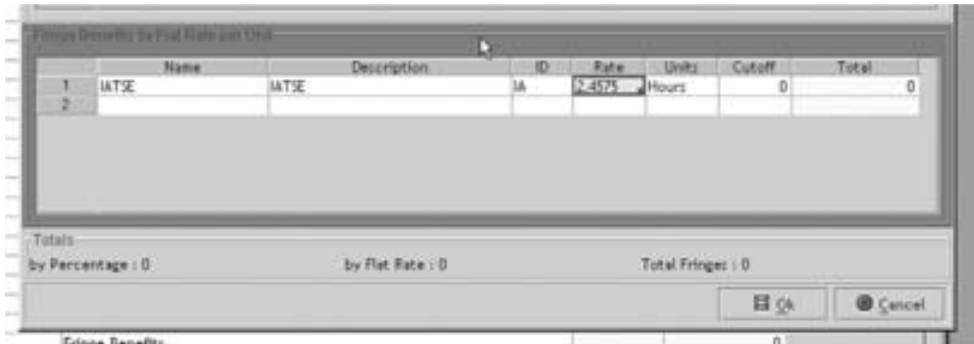 Fringe Benefits by Flat Rate per Unit
Name Description ID Rate Units Cutoff Total
1 IATSE IATSE IA 2.4575 Hours 0 0
2
Totals
by Percentage : 0 by Flat Rate : 0 Total Fringes : 0
Ok Cancel
Fringe Benefits 0